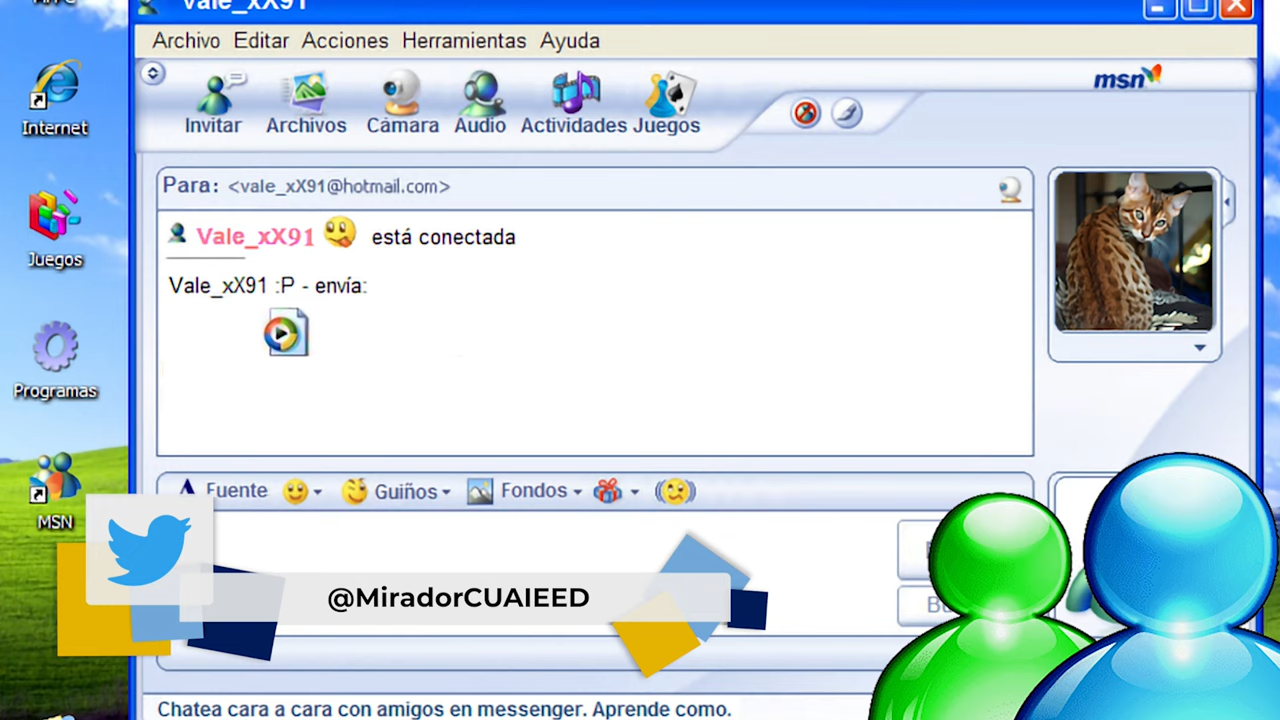 vale_xX91
Archivo Editar Acciones Herramientas Ayuda
msn
Invitar Archivos Cámara Audio Actividades Juegos
Internet
Para: <vale_xX91@hotmail.com>
Vale_xX91 está conectada
Juegos
Vale_xX91 :P - envía:
Programas
A Fuente Guiños Fondos
MSN
@MiradorCUAIEED
Chatea cara a cara con amigos en messenger. Aprende como.